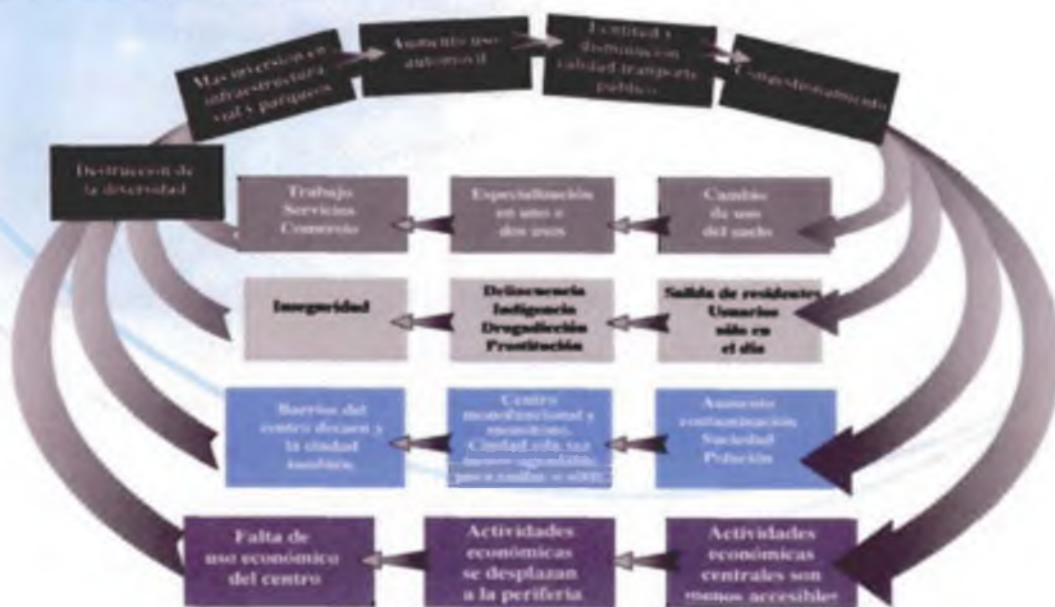 Mas inversión en
infraestructura
vial y parqueos
Aumento uso
automovil
Lentitud y
disminución
calidad tranporte
público
Congestionamiento
Destrucción de
la diversidad
Trabajo
Servicios
Comercio
Especialización
en uno o
dos usos
Cambio
de uso
del suelo
Inseguridad
Delincuencia
Indigencia
Drogadicción
Prostitución
Salida de residentes
Usuarios
sólo en
el día
Barrios del
centro decaen y
la ciudad
también.
Centro
monofuncional y
monótono.
Ciudad cada vez
menos agradable
para
Aumento
contaminación
Suciedad
Polución
Falta de
uso económico
del centro
Actividades
económicas
se desplazan
a la periferia
Actividades
económicas
centrales son
menos accesibles